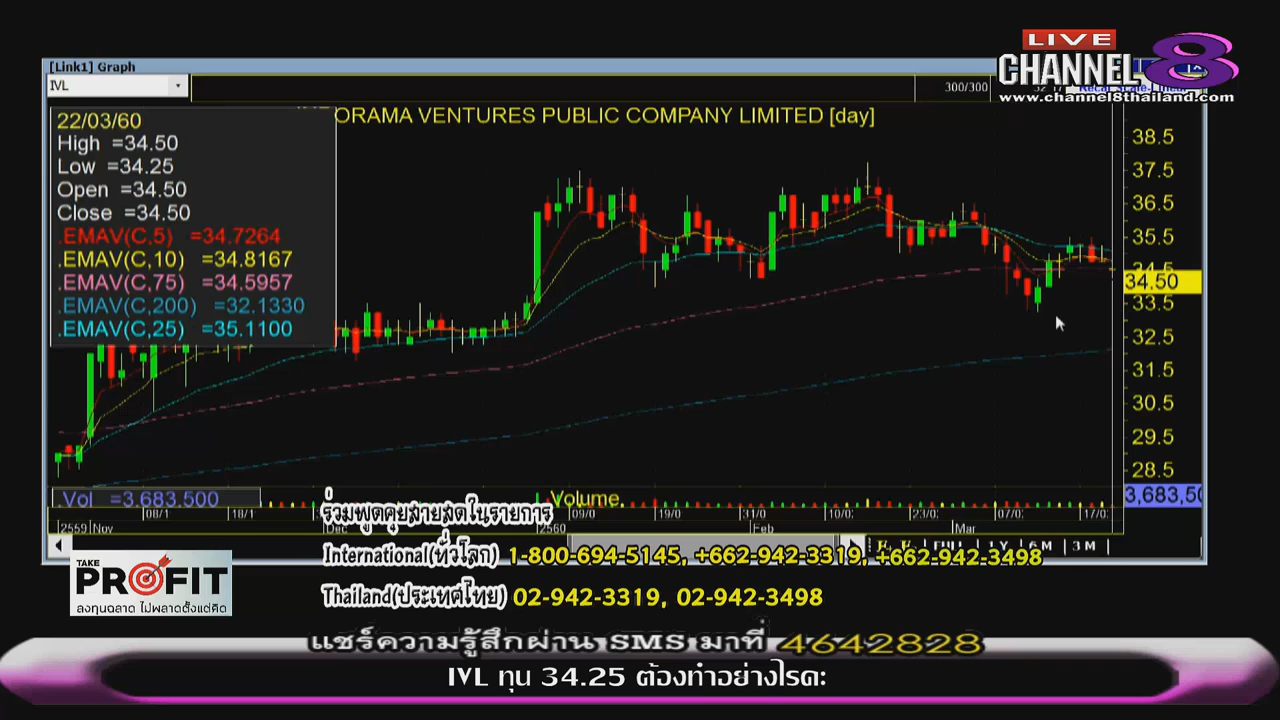 LIVE
CHANNEL 8
www.channel8thailand.com
[Link1] Graph
IVL
300/300
ORAMA VENTURES PUBLIC COMPANY LIMITED [day]
22/03/60
High =34.50
Low =34.25
Open =34.50
Close =34.50
.EMAV(C,5) =34.7264
.EMAV(C,10) =34.8167
.EMAV(C,75) =34.5957
.EMAV(C,200) =32.1330
.EMAV(C,25) =35.1100
38.5
37.5
36.5
35.5
34.5
34.50
33.5
32.5
31.5
30.5
29.5
28.5
.Vol =3,683.500
Volume
3,683,50
08/1 18/1 09/0 19/0 31/0 10/0 23/0 07/0 17/0
2559 Nov Dec 2560 Feb Mar
1 Y 6 M 3 M
ร่วมพูดคุยสายสดในรายการ
International(ทั่วโลก) 1-800-694-5145, +662-942-3319, +662-942-3498
Thailand(ประเทศไทย) 02-942-3319, 02-942-3498
TAKE
PROFIT
ลงทุนฉลาด ไม่พลาดตั้งแต่คิด
แชร์ความรู้สึกผ่าน SMS มาที่ 4642828
IVL ทุน 34.25 ต้องทำอย่างไรคะ